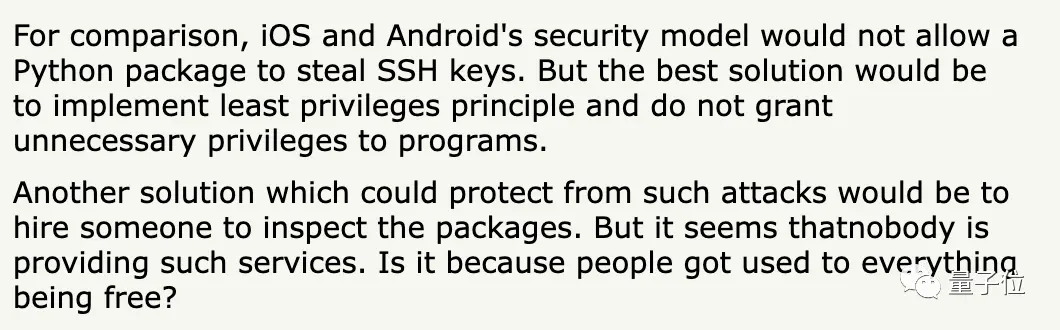 For comparison, iOS and Android's security model would not allow a
Python package to steal SSH keys. But the best solution would be
to implement least privileges principle and do not grant
unnecessary privileges to programs.
Another solution which could protect from such attacks would be to
hire someone to inspect the packages. But it seems thatnobody is
providing such services. Is it because people got used to everything
being free?
量子位